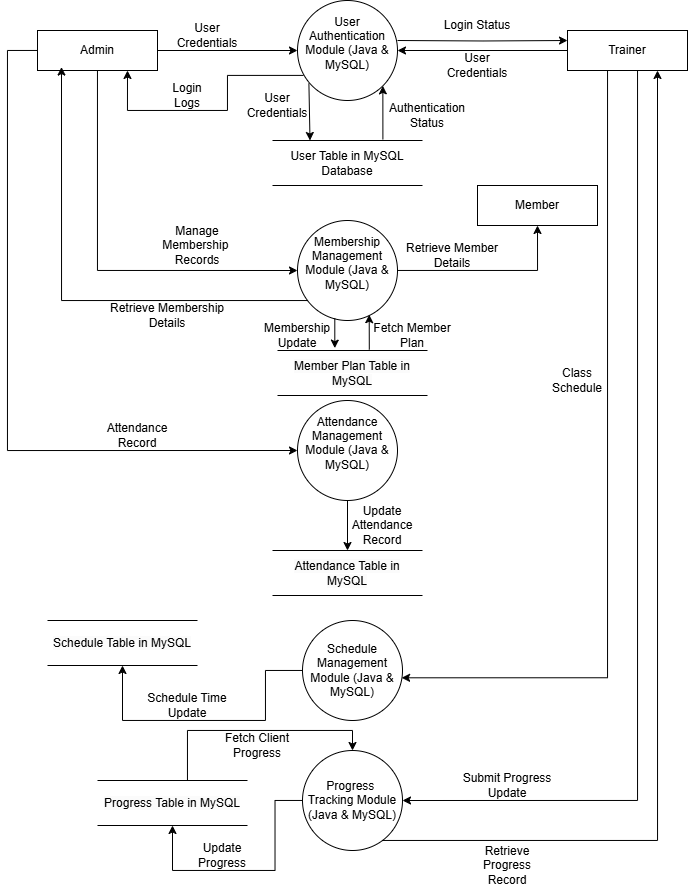 User
Credentials
User
Authentication
Module (Java &
MySQL)
Login Status
Admin
Trainer
User
Credentials
Login
Logs
User
Credentials
Authentication
Status
User Table in MySQL
Database
Member
Manage
Membership
Records
Membership
Management
Module (Java &
MySQL)
Retrieve Member
Details
Retrieve Membership
Details
Membership
Update
Fetch Member
Plan
Member Plan Table in
MySQL
Class
Schedule
Attendance
Record
Attendance
Management
Module (Java &
MySQL)
Update
Attendance
Record
Attendance Table in
MySQL
Schedule Table in MySQL
Schedule
Management
Module (Java &
MySQL)
Schedule Time
Update
Fetch Client
Progress
Progress Table in MySQL
Progress
Tracking Module
(Java & MySQL)
Submit Progress
Update
Update
Progress
Retrieve
Progress
Record